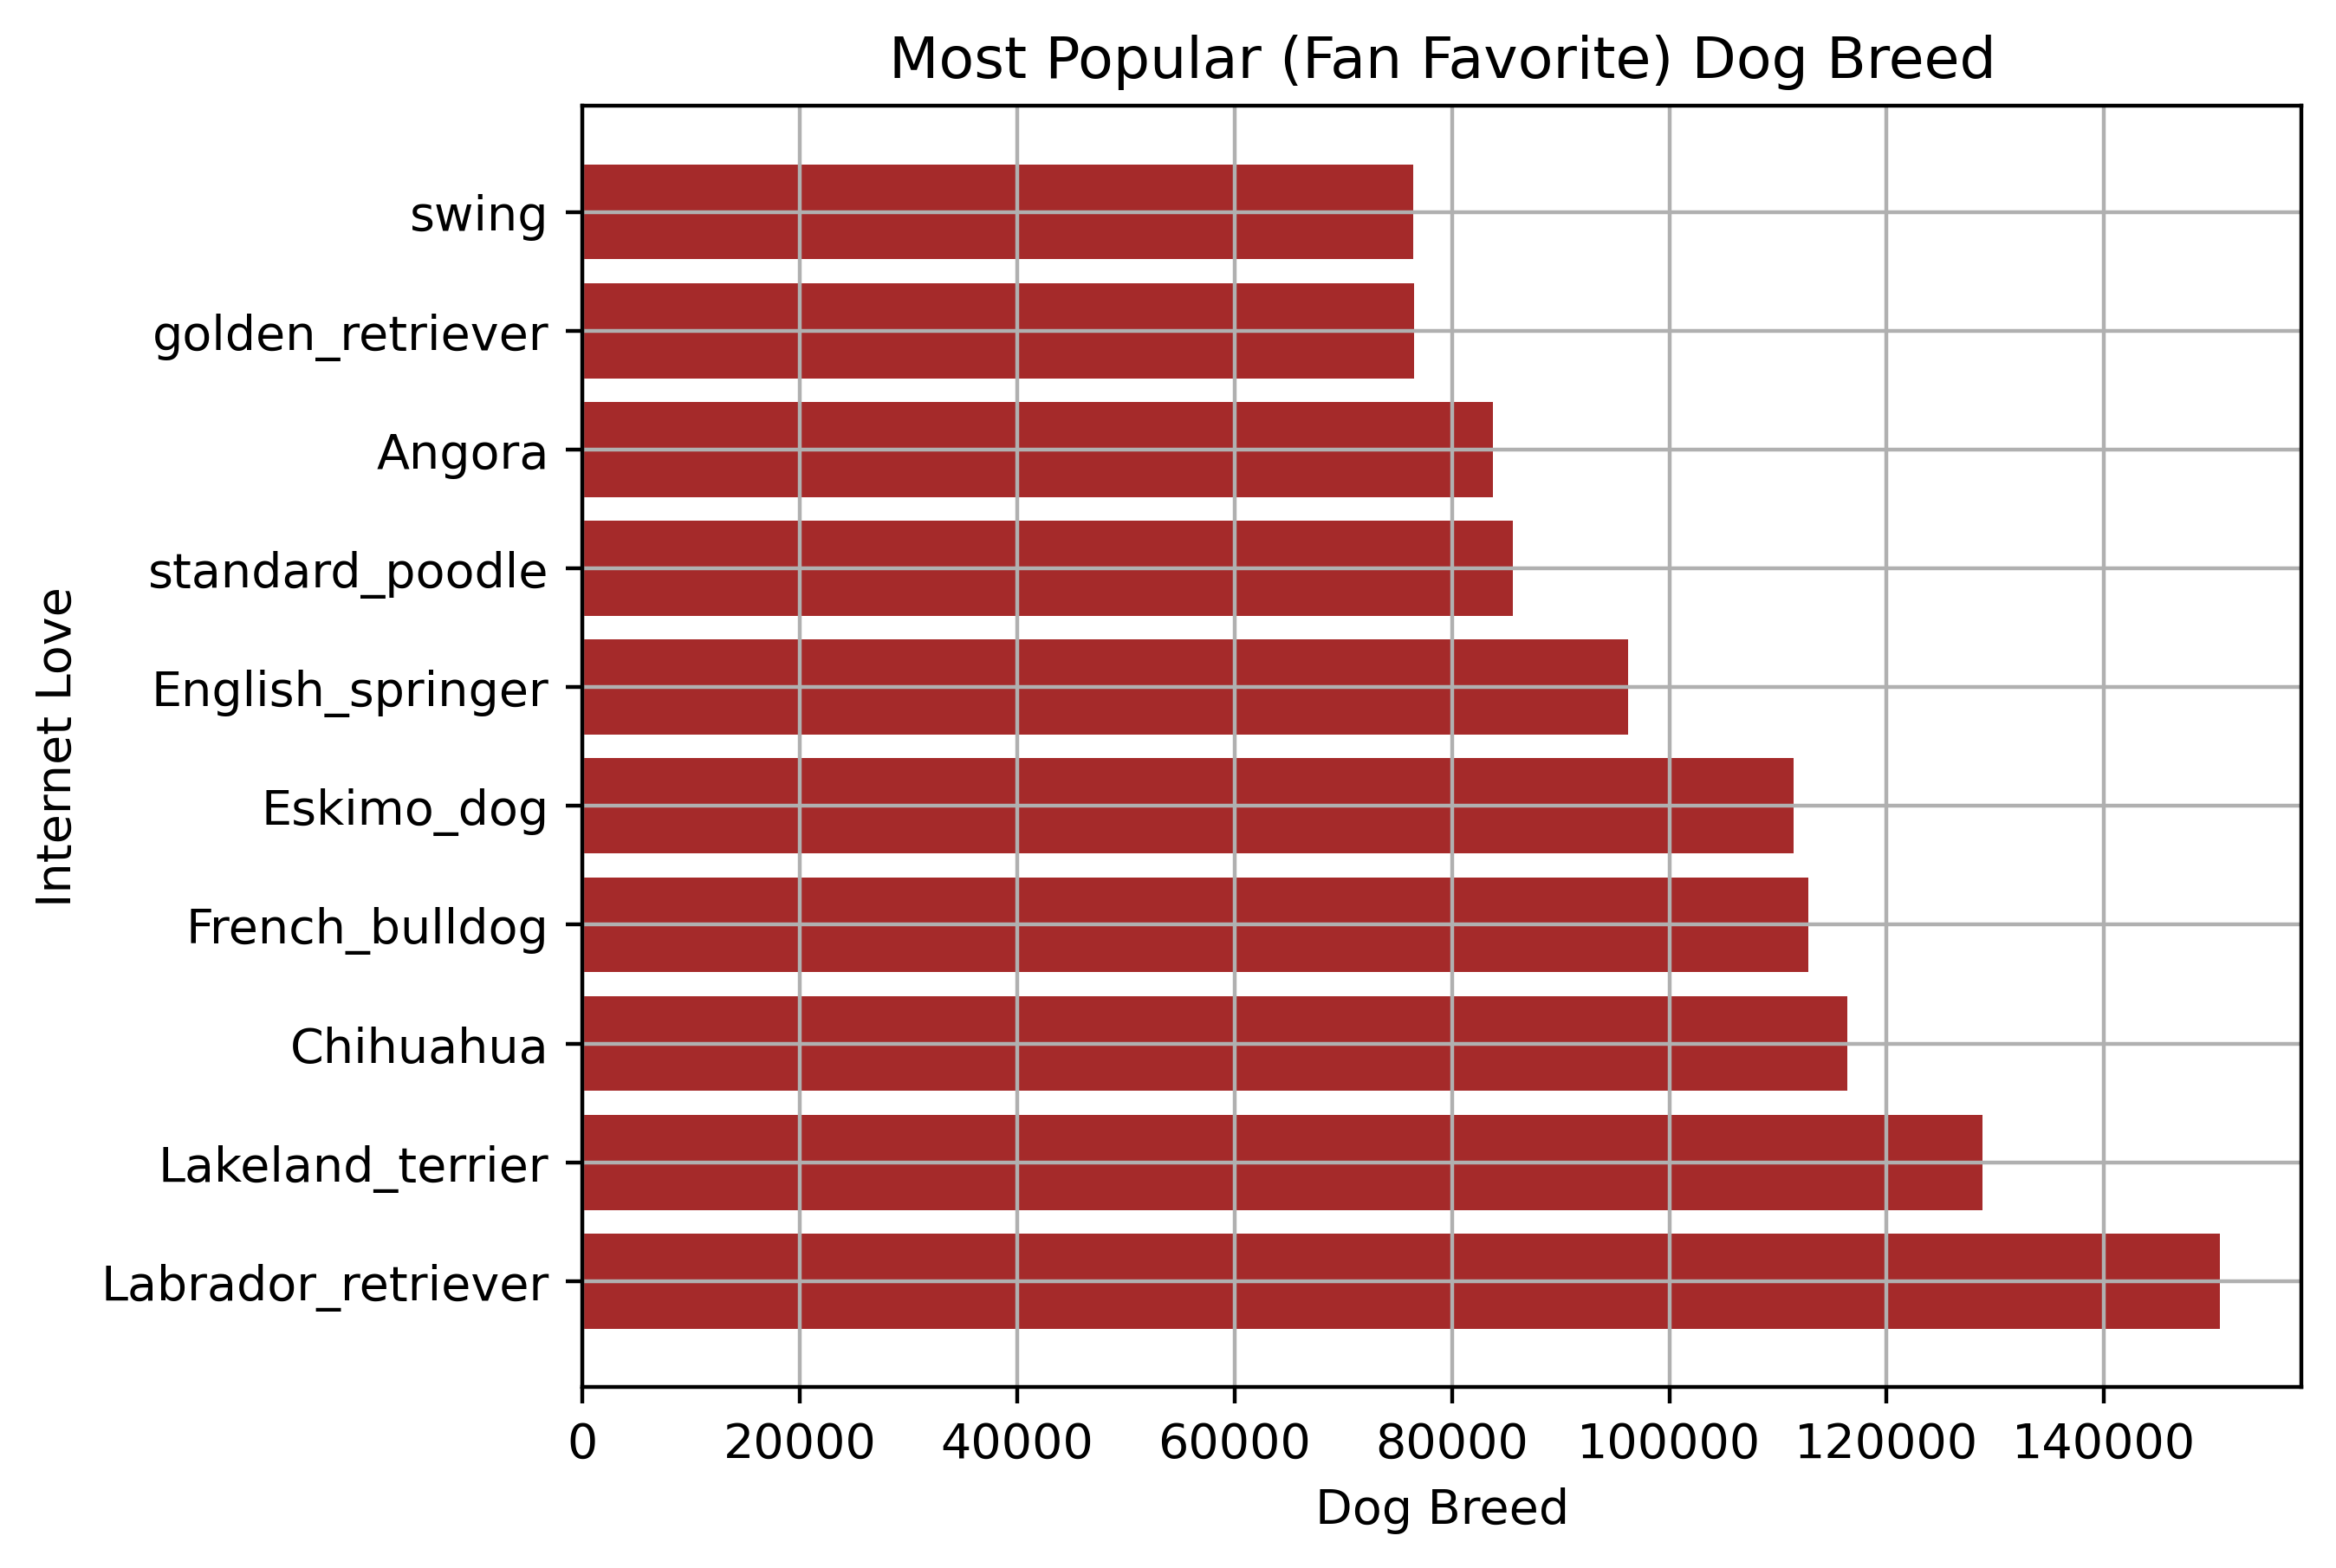 Most Popular (Fan Favorite) Dog Breed
Internet Love
swing
golden_retriever
Angora
standard_poodle
English_springer
Eskimo_dog
French_bulldog
Chihuahua
Lakeland_terrier
Labrador_retriever
0 20000 40000 60000 80000 100000 120000 140000
Dog Breed